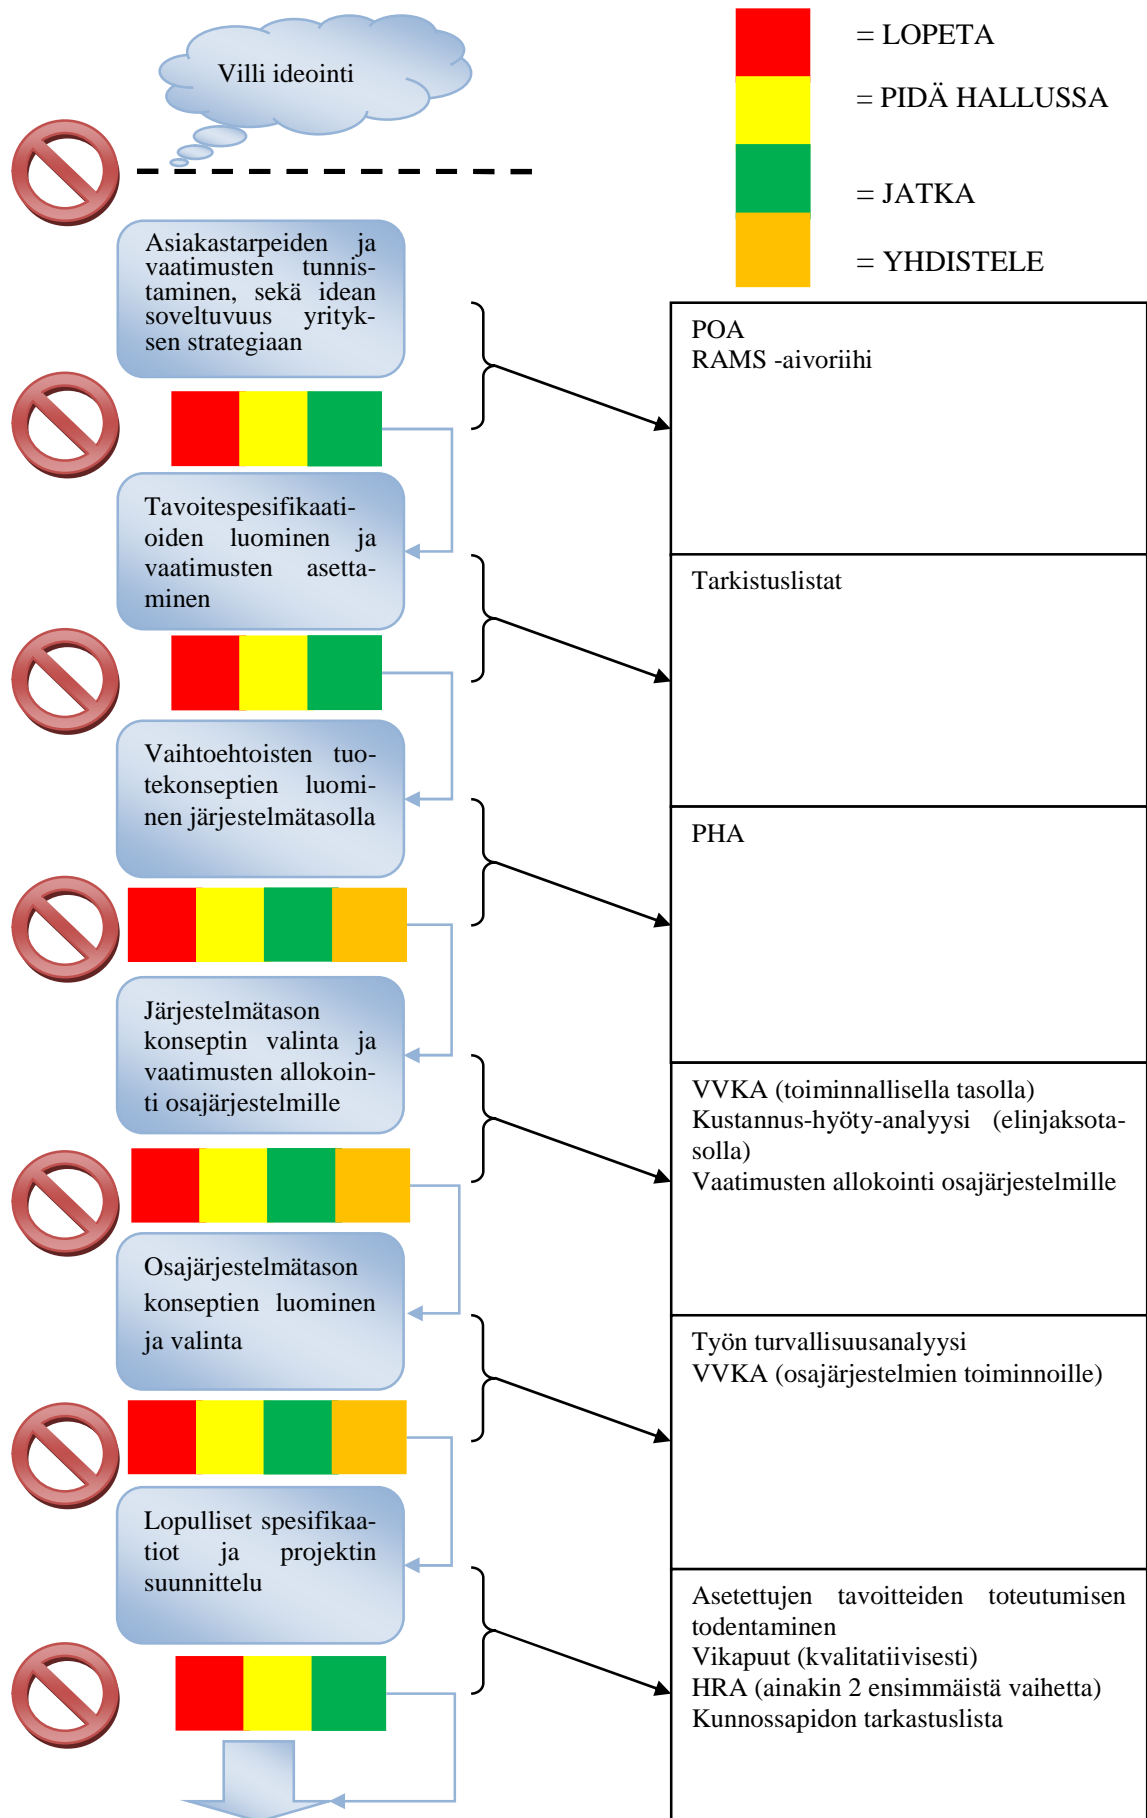 Villi ideointi
= LOPETA
= PIDÄ HALLUSSA
= JATKA
= YHDISTELE
Asiakastarpeiden ja
vaatimusten tunnis-
taminen, sekä idean
soveltuvuus yrityk-
sen strategiaan
POA
RAMS -aivoriihi
Tavoitespesifikaati-
oiden luominen ja
vaatimusten asetta-
minen
Tarkistuslistat
Vaihtoehtoisten tuo-
tekonseptien luomi-
nen järjestelmätasolla
PHA
Järjestelmätason
konseptin valinta ja
vaatimusten allokoin-
ti osajärjestelmille
VVKA (toiminnallisella tasolla)
Kustannus-hyöty-analyysi (elinjaksota-
solla)
Vaatimusten allokointi osajärjestelmille
Osajärjestelmätason
konseptien luominen
ja valinta
Työn turvallisuusanalyysi
VVKA (osajärjestelmien toiminnoille)
Lopulliset spesifikaa-
tiot ja projektin
suunnittelu
Asetettujen tavoitteiden toteutumisen
todentaminen
Vikapuut (kvalitatiivisesti)
HRA (ainakin 2 ensimmäistä vaihetta)
Kunnossapidon tarkastuslista